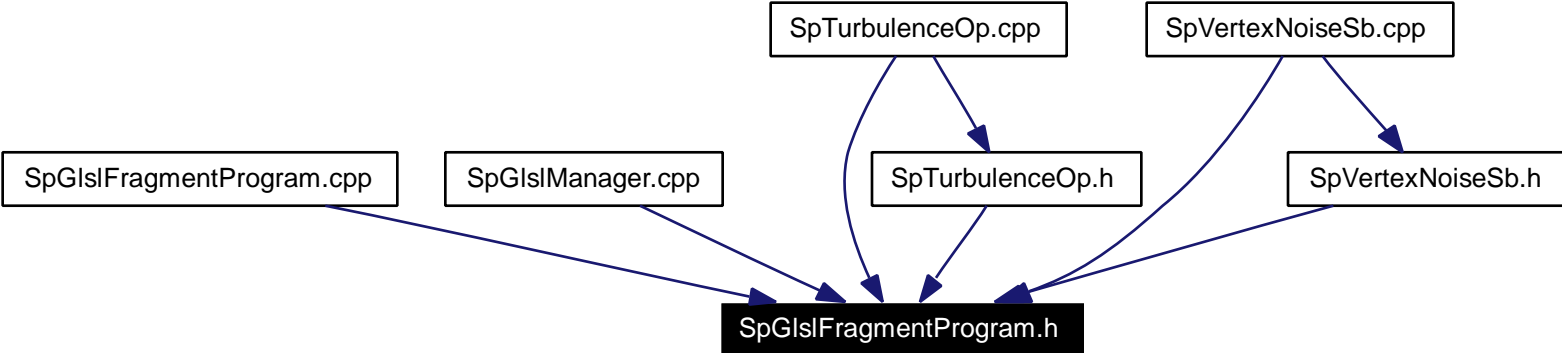 SpTurbulenceOp.cpp
SpVertexNoiseSb.cpp
SpGlslFragmentProgram.cpp
SpGlslManager.cpp
SpTurbulenceOp.h
SpVertexNoiseSb.h
SpGlslFragmentProgram.h